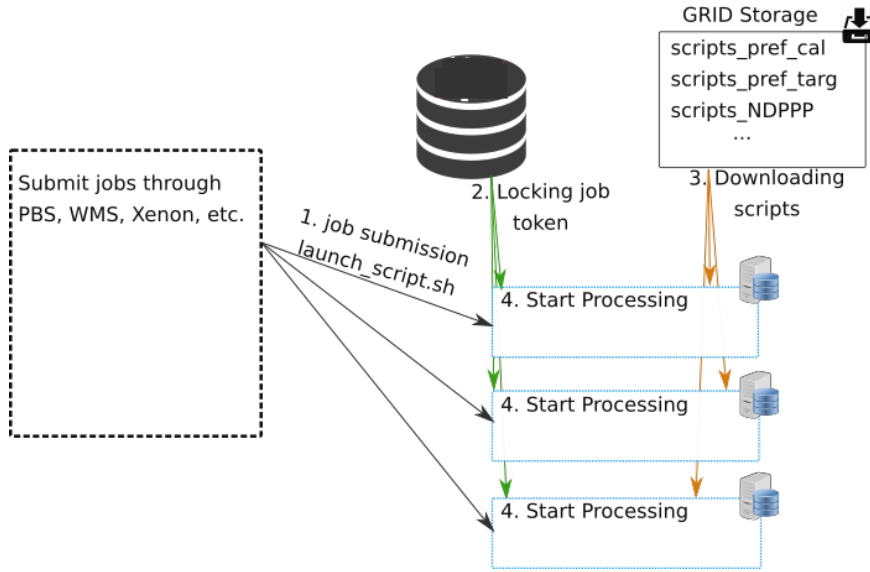 GRID Storage
scripts_pref_cal
scripts_pref_targ
scripts_NDPPP
...
Submit jobs through
PBS, WMS, Xenon, etc.
1. job submission
launch_script.sh
2. Locking job
token
3. Downloading
scripts
4. Start Processing
4. Start Processing
4. Start Processing